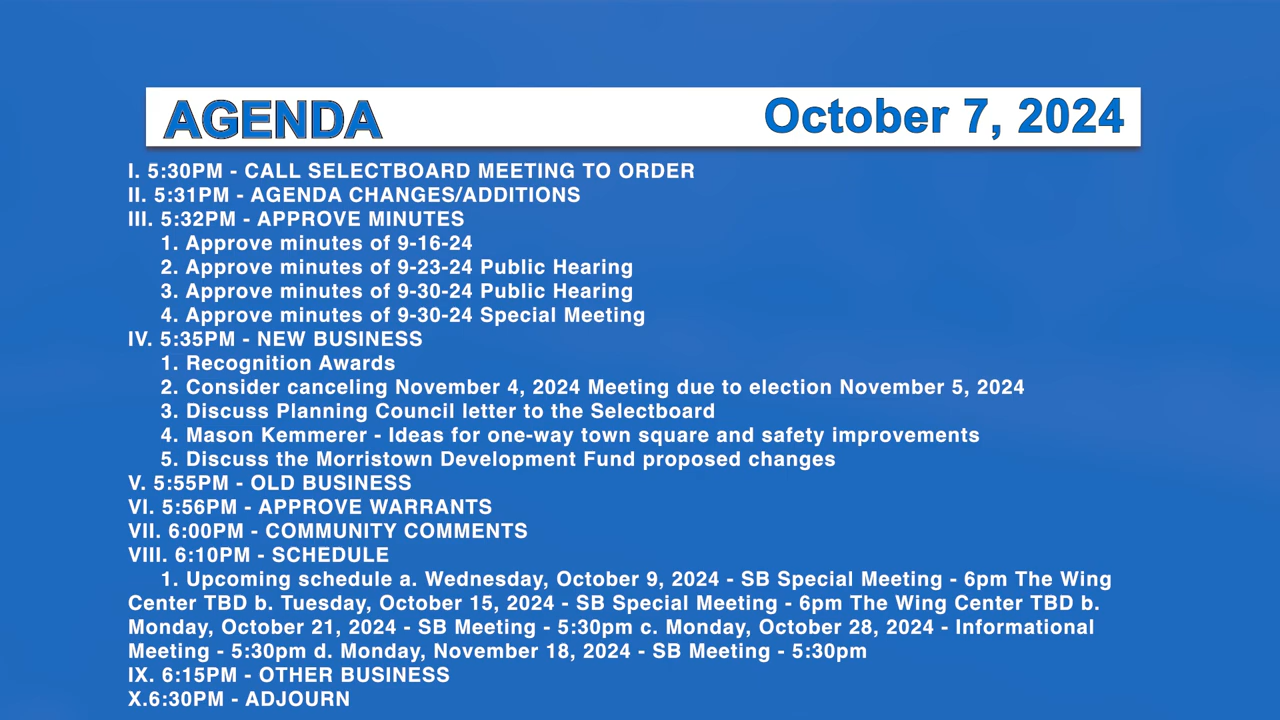 AGENDA October 7, 2024
I. 5:30PM - CALL SELECTBOARD MEETING TO ORDER
II. 5:31PM - AGENDA CHANGES/ADDITIONS
III. 5:32PM - APPROVE MINUTES
1. Approve minutes of 9-16-24
2. Approve minutes of 9-23-24 Public Hearing
3. Approve minutes of 9-30-24 Public Hearing
4. Approve minutes of 9-30-24 Special Meeting
IV. 5:35PM - NEW BUSINESS
1. Recognition Awards
2. Consider canceling November 4, 2024 Meeting due to election November 5, 2024
3. Discuss Planning Council letter to the Selectboard
4. Mason Kemmerer - Ideas for one-way town square and safety improvements
5. Discuss the Morristown Development Fund proposed changes
V. 5:55PM - OLD BUSINESS
VI. 5:56PM - APPROVE WARRANTS
VII. 6:00PM - COMMUNITY COMMENTS
VIII. 6:10PM - SCHEDULE
1. Upcoming schedule a. Wednesday, October 9, 2024 - SB Special Meeting - 6pm The Wing
Center TBD b. Tuesday, October 15, 2024 - SB Special Meeting - 6pm The Wing Center TBD b.
Monday, October 21, 2024 - SB Meeting - 5:30pm c. Monday, October 28, 2024 - Informational
Meeting - 5:30pm d. Monday, November 18, 2024 - SB Meeting - 5:30pm
IX. 6:15PM - OTHER BUSINESS
X.6:30PM - ADJOURN